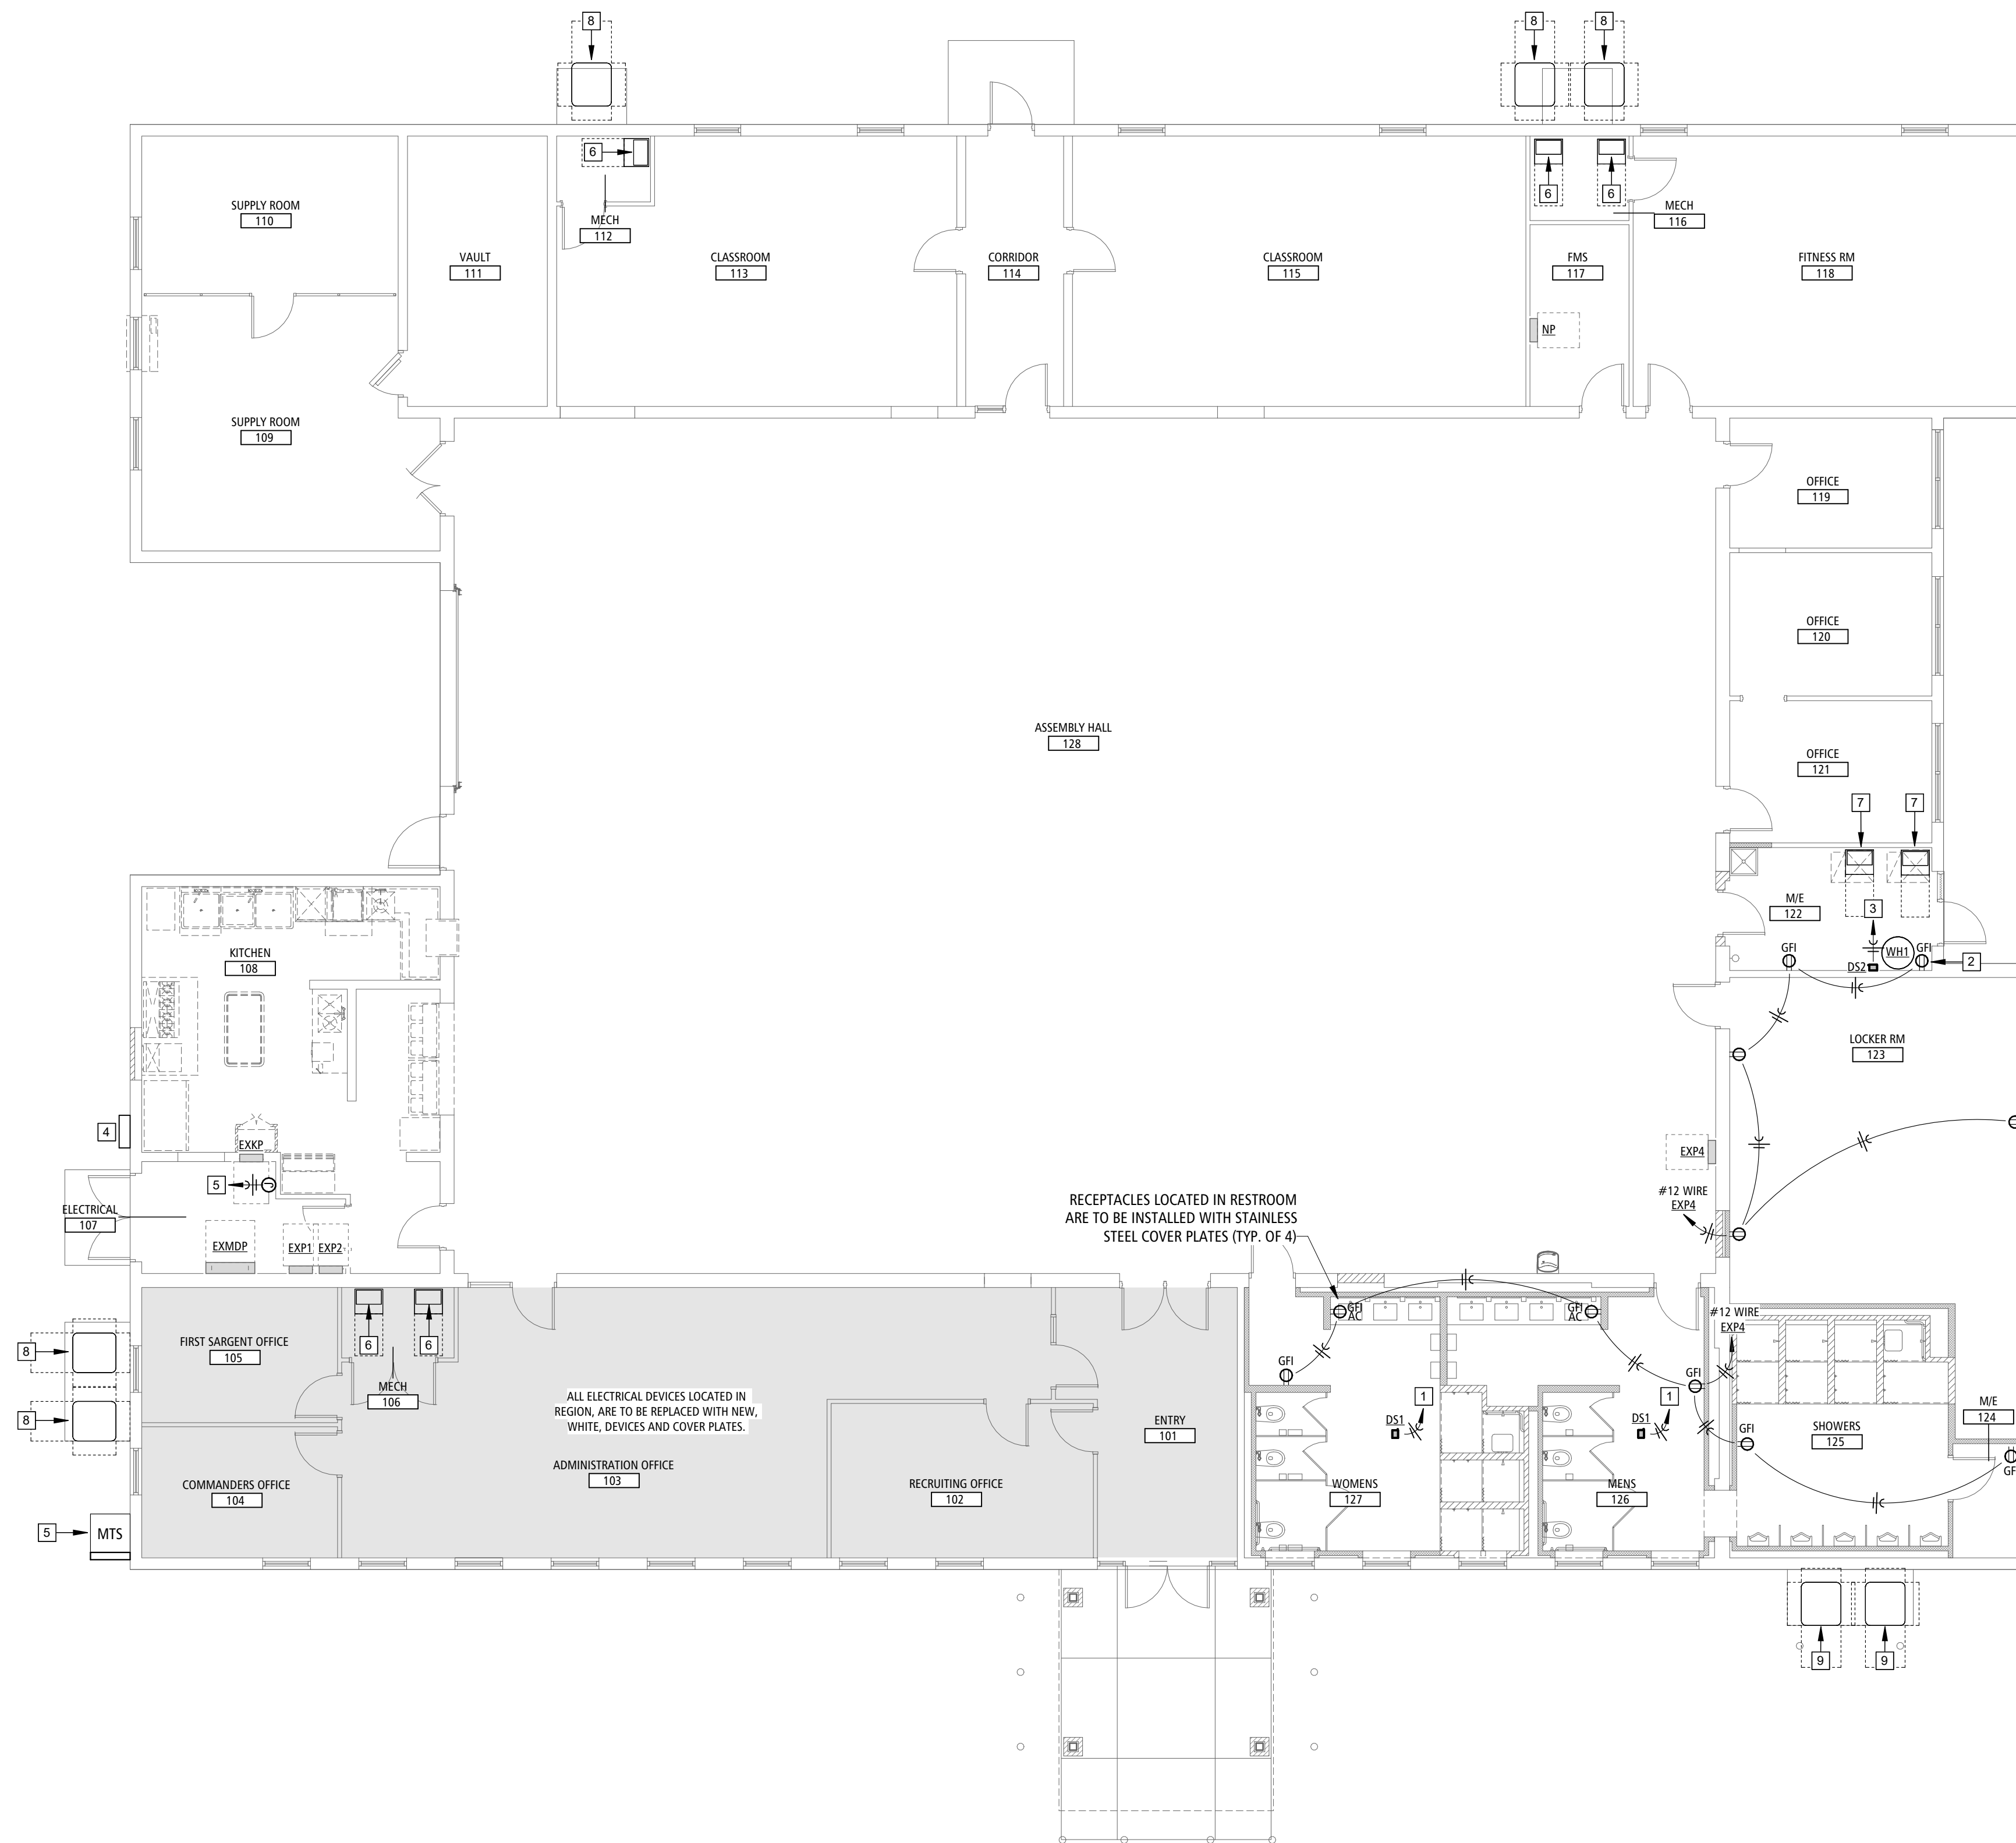 8
8
8
6
6
6
SUPPLY ROOM
110
MECH
112
MECH
116
VAULT
111
CLASSROOM
113
CORRIDOR
114
CLASSROOM
115
FMS
117
FITNESS RM
118
NP
SUPPLY ROOM
109
OFFICE
119
OFFICE
120
ASSEMBLY HALL
128
OFFICE
121
7
7
M/E
122
3
KITCHEN
108
GFI
WH1
GFI
DS2
2
LOCKER RM
123
4
EXKP
EXP4
5
#12 WIRE
EXP4
RECEPTACLES LOCATED IN RESTROOM
ARE TO BE INSTALLED WITH STAINLESS
STEEL COVER PLATES (TYP. OF 4)
ELECTRICAL
107
EXMDP
EXP1
EXP2
GFI
AC
GFI
AC
#12 WIRE
EXP4
8
FIRST SARGENT OFFICE
105
6
6
GFI
GFI
MECH
106
ALL ELECTRICAL DEVICES LOCATED IN
REGION, ARE TO BE REPLACED WITH NEW,
WHITE, DEVICES AND COVER PLATES.
8
1
DS1
1
DS1
ENTRY
101
GFI
SHOWERS
125
M/E
124
GF
ADMINISTRATION OFFICE
103
COMMANDERS OFFICE
104
RECRUITING OFFICE
102
WOMENS
127
MENS
126
5
MTS
9
9